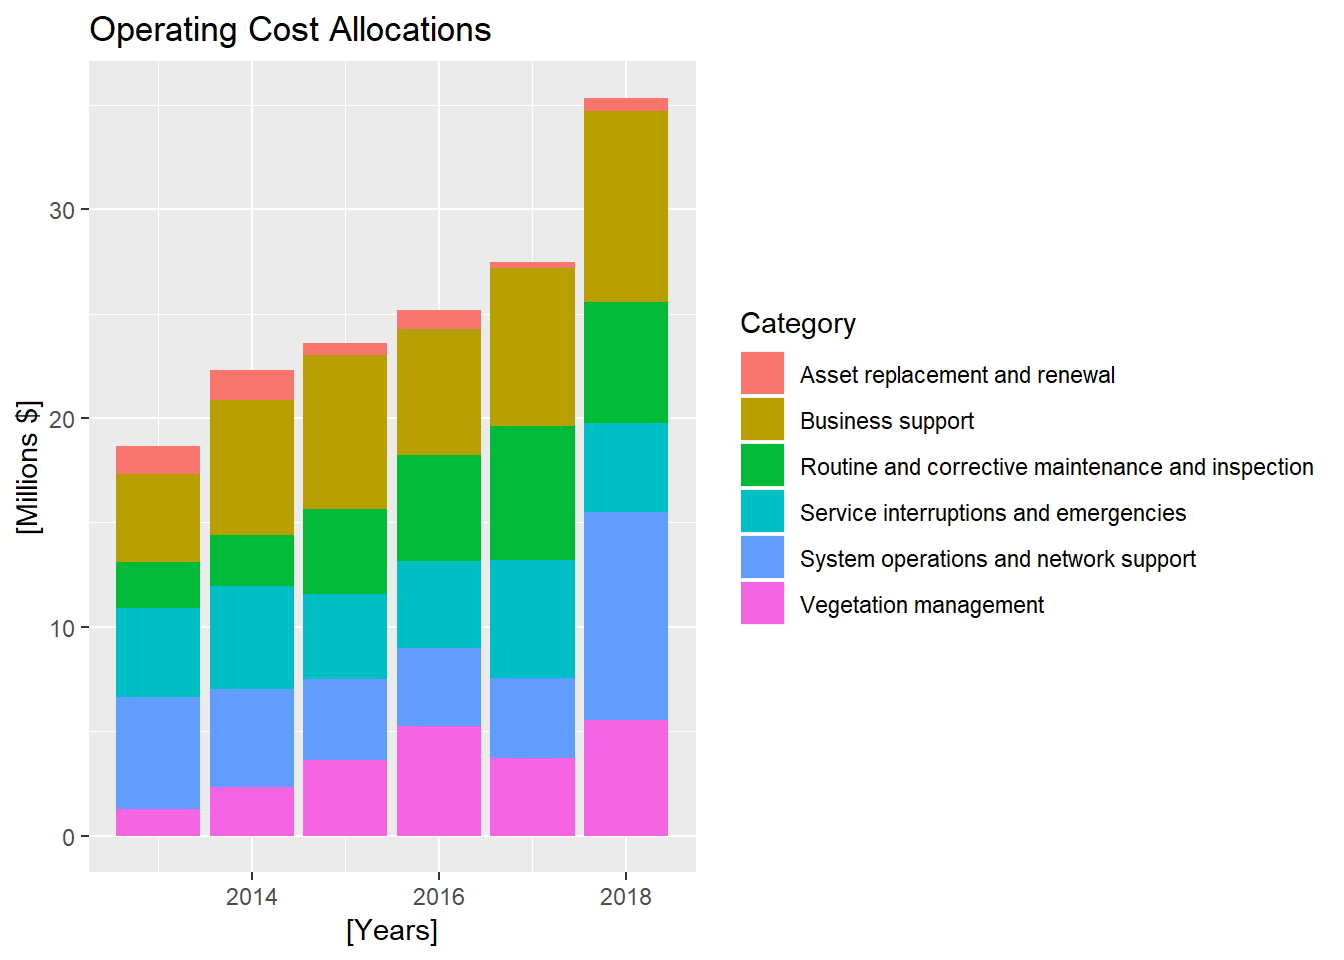 Operating Cost Allocations
[Millions $]
30
20
10
0
2014 2016 2018
[Years]
Category
Asset replacement and renewal
Business support
Routine and corrective maintenance and inspection
Service interruptions and emergencies
System operations and network support
Vegetation management